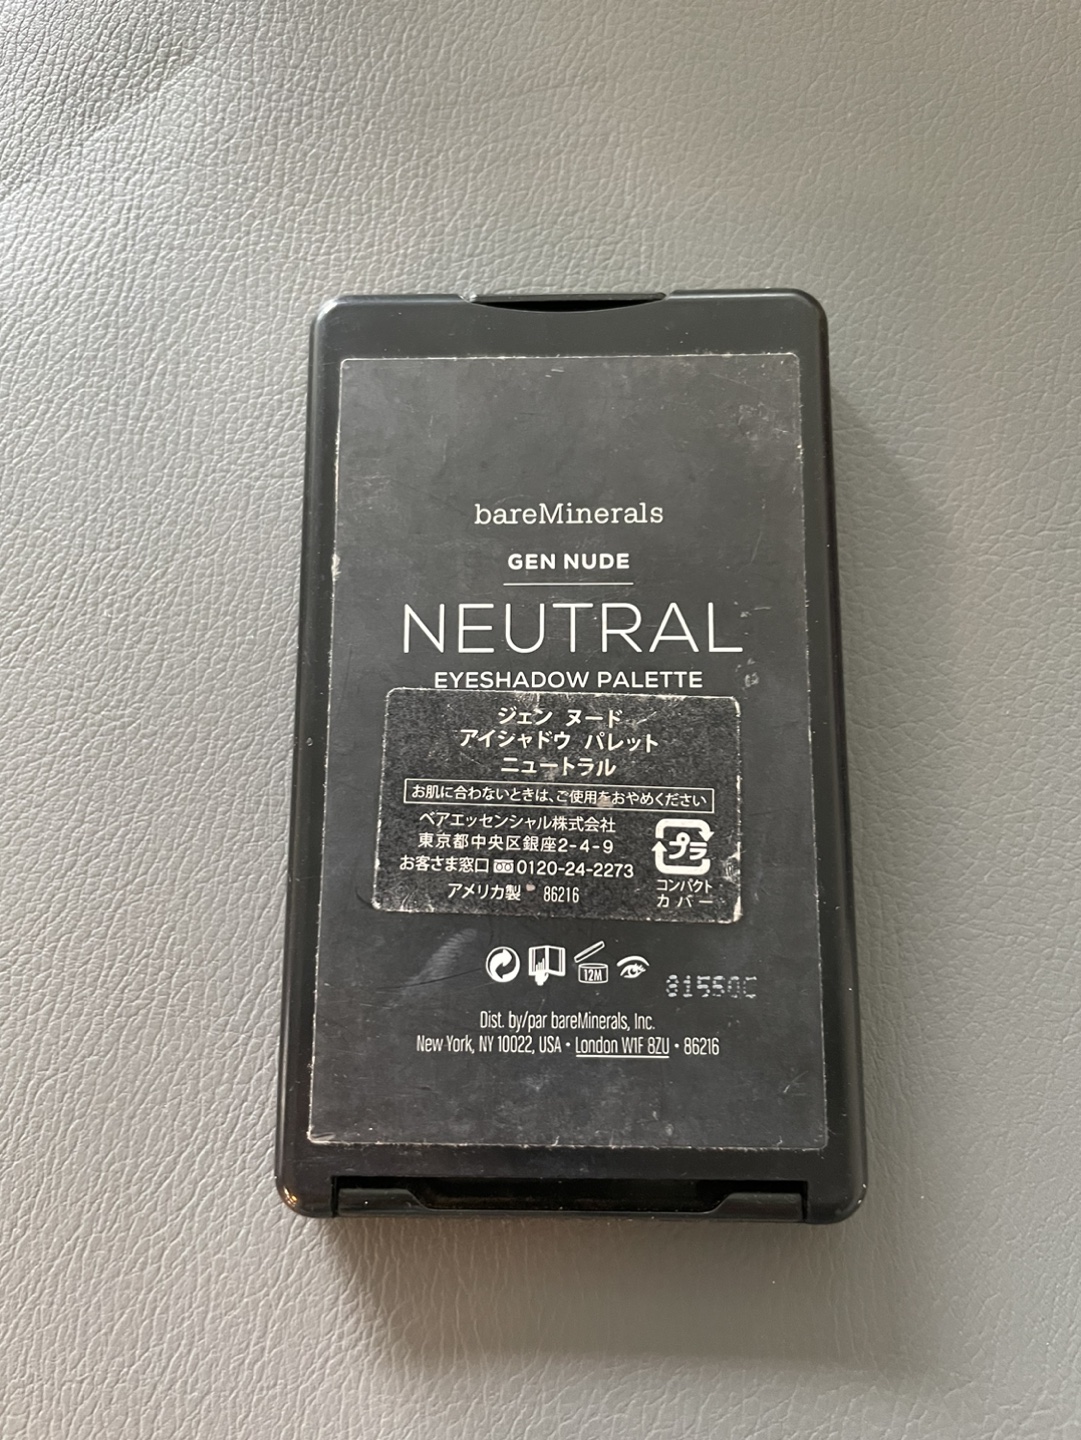 bareMinerals
GEN NUDE
NEUTRAL
EYESHADOW PALETTE
ジェン ヌード
アイシャドウ パレット
ニュートラル
お肌に合わないときは、ご使用をおやめください
ベアエッセンシャル株式会社
東京都中央区銀座2-4-9
お客さま窓口 0120-24-2273
アメリカ製 86216
プラ
コンパクト
カバー
12M
81550C
Dist. by/par bareMinerals, Inc.
New York, NY 10022, USA • London W1F 8ZU • 86216